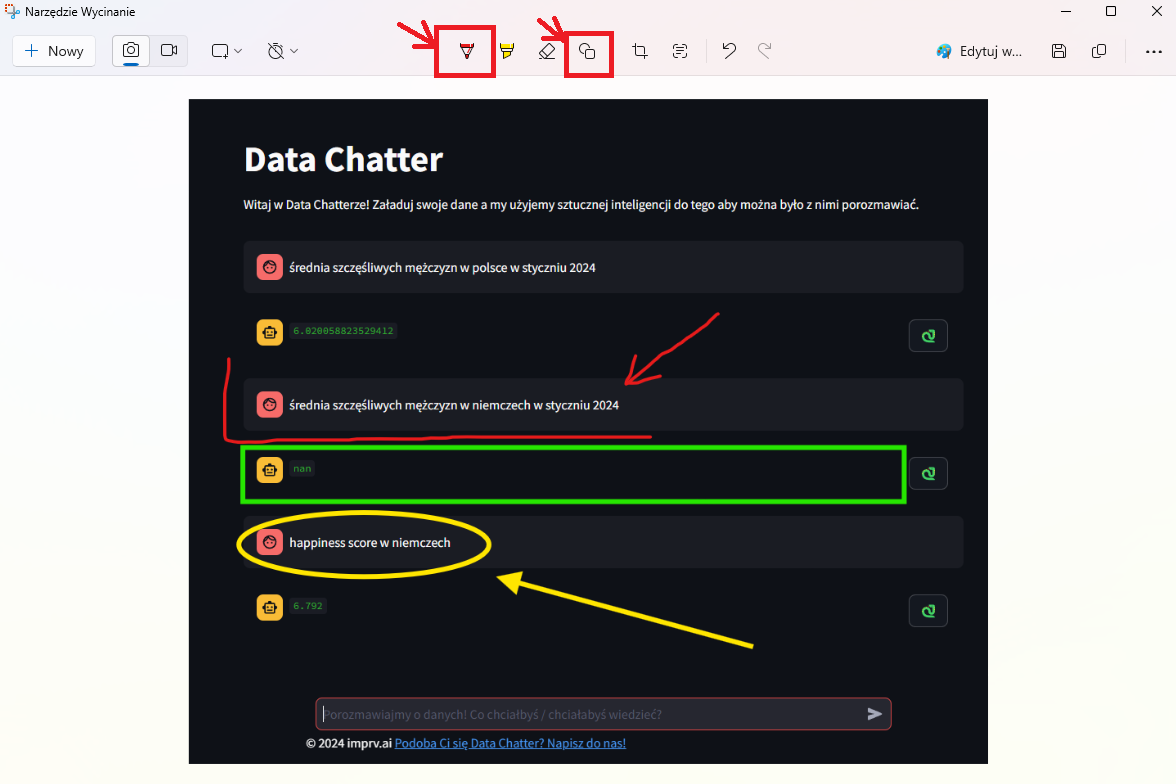 Narzędzie Wycinanie
Nowy
Edytuj w...
Data Chatter
Witaj w Data Chatterze! Załaduj swoje dane a my użyjemy sztucznej inteligencji do tego aby można było z nimi porozmawiać.
średnia szczęśliwych mężczyzn w polsce w styczniu 2024
6.020058823529412
średnia szczęśliwych mężczyzn w niemczech w styczniu 2024
nan
happiness score w niemczech
6.792
Porozmawiajmy o danych! Co chciałbyś / chciałabyś wiedzieć?
© 2024 imprv.ai Podoba Ci się Data Chatter? Napisz do nas!